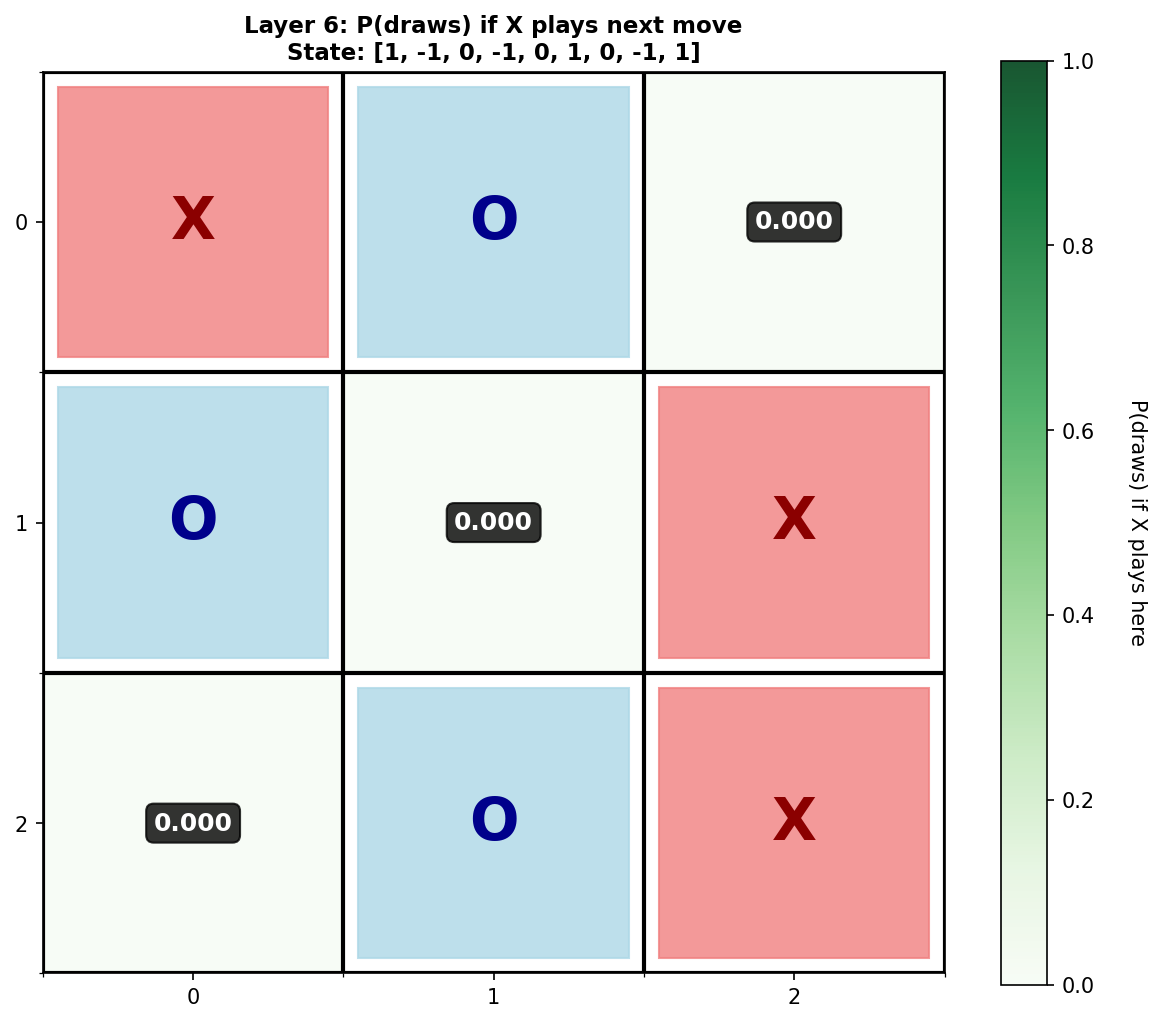 Layer 6: P(draws) if X plays next move
State: [1, -1, 0, -1, 0, 1, 0, -1, 1]
0
X
O
0.000
1
O
0.000
X
2
0.000
O
X
0
1
2
1.0
0.8
0.6
0.4
0.2
0.0
P(draws) if X plays here